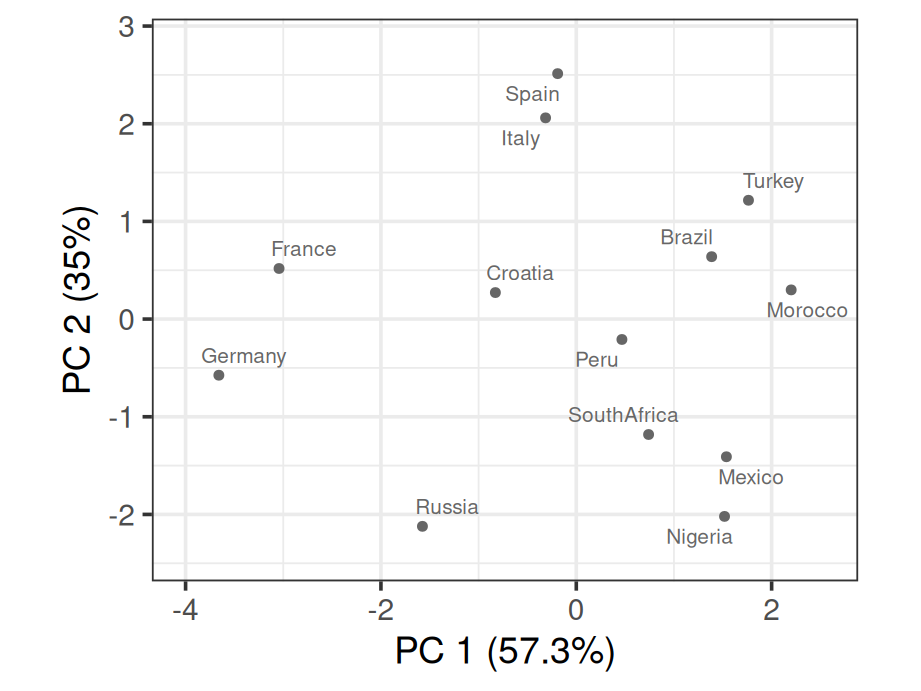 3
Spain
2
Italy
Turkey
1
Brazil
France
Croatia
Morocco
0
Germany
Peru
-1
SouthAfrica
Mexico
Russia
-2
Nigeria
PC 2 (35%)
-4
-2
0
2
PC 1 (57.3%)